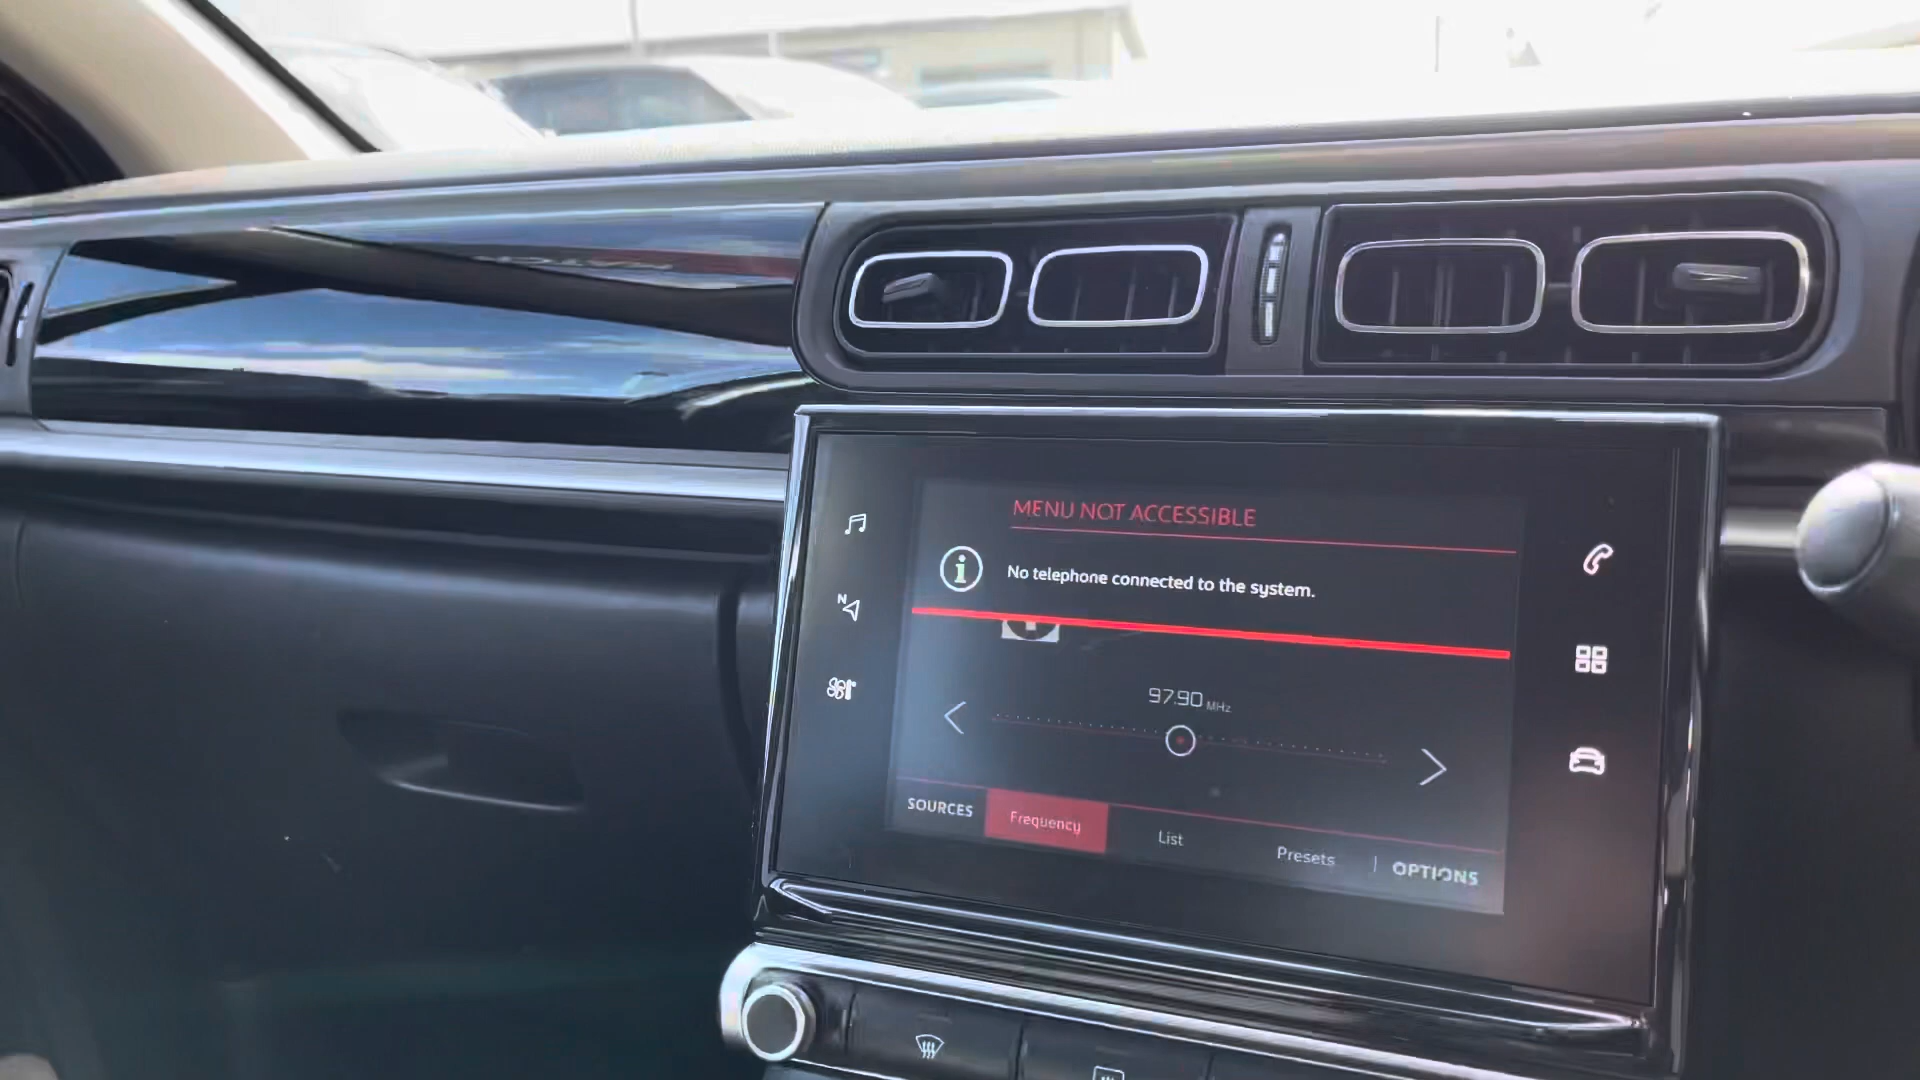 MENU NOT ACCESSIBLE
No telephone connected to the system.
N
97.90 MHz
SOURCES Frequency List Presets | OPTIONS